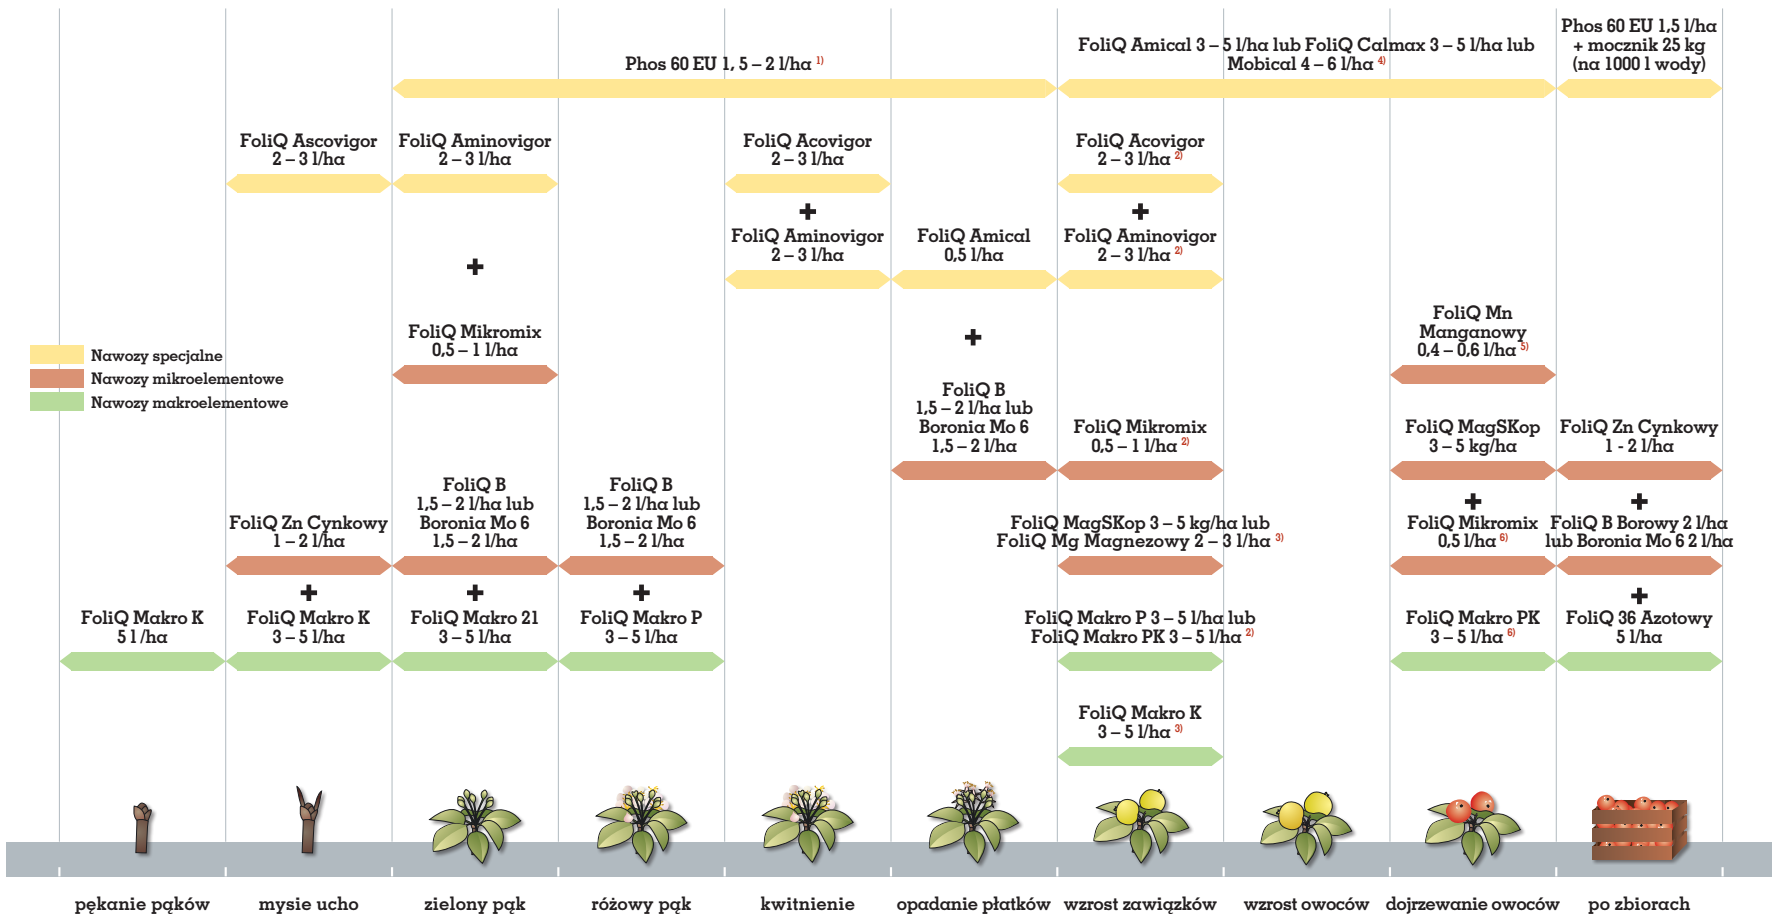 Phos 60 EU 1, 5 – 2 l/ha 1)
FoliQ Amical 3 – 5 l/ha lub FoliQ Calmax 3 – 5 l/ha lub
Mobical 4 – 6 l/ha 4)
Phos 60 EU 1,5 l/ha
+ mocznik 25 kg
(na 1000 l wody)
FoliQ Ascovigor
2 – 3 l/ha
FoliQ Aminovigor
2 – 3 l/ha
FoliQ Acovigor
2 – 3 l/ha
FoliQ Acovigor
2 – 3 l/ha 2)
+
+
FoliQ Aminovigor
2 – 3 l/ha
FoliQ Amical
0,5 l/ha
FoliQ Aminovigor
2 – 3 l/ha 2)
+
FoliQ Mikromix
0,5 – 1 l/ha
+
FoliQ Mn
Manganowy
0,4 – 0,6 l/ha 5)
Nawozy specjalne
Nawozy mikroelementowe
Nawozy makroelementowe
FoliQ B
1,5 – 2 l/ha lub
Boronia Mo 6
1,5 – 2 l/ha
FoliQ Mikromix
0,5 – 1 l/ha 2)
FoliQ MagSKop
3 – 5 kg/ha
FoliQ Zn Cynkowy
1 - 2 l/ha
FoliQ Zn Cynkowy
1 – 2 l/ha
FoliQ B
1,5 – 2 l/ha lub
Boronia Mo 6
1,5 – 2 l/ha
FoliQ B
1,5 – 2 l/ha lub
Boronia Mo 6
1,5 – 2 l/ha
FoliQ MagSKop 3 – 5 kg/ha lub
FoliQ Mg Magnezowy 2 – 3 l/ha 3)
+
FoliQ Mikromix
0,5 l/ha 6)
+
FoliQ B Borowy 2 l/ha
lub Boronia Mo 6 2 l/ha
+
+
+
+
FoliQ Makro K
5 l /ha
FoliQ Makro K
3 – 5 l/ha
FoliQ Makro 21
3 – 5 l/ha
FoliQ Makro P
3 – 5 l/ha
FoliQ Makro P 3 – 5 l/ha lub
FoliQ Makro PK 3 – 5 l/ha 2)
FoliQ Makro PK
3 – 5 l/ha 6)
FoliQ 36 Azotowy
5 l/ha
FoliQ Makro K
3 – 5 l/ha 3)
pękanie pąków
mysie ucho
zielony pąk
różowy pąk
kwitnienie
opadanie płatków
wzrost zawiązków
wzrost owoców
dojrzewanie owoców
po zbiorach